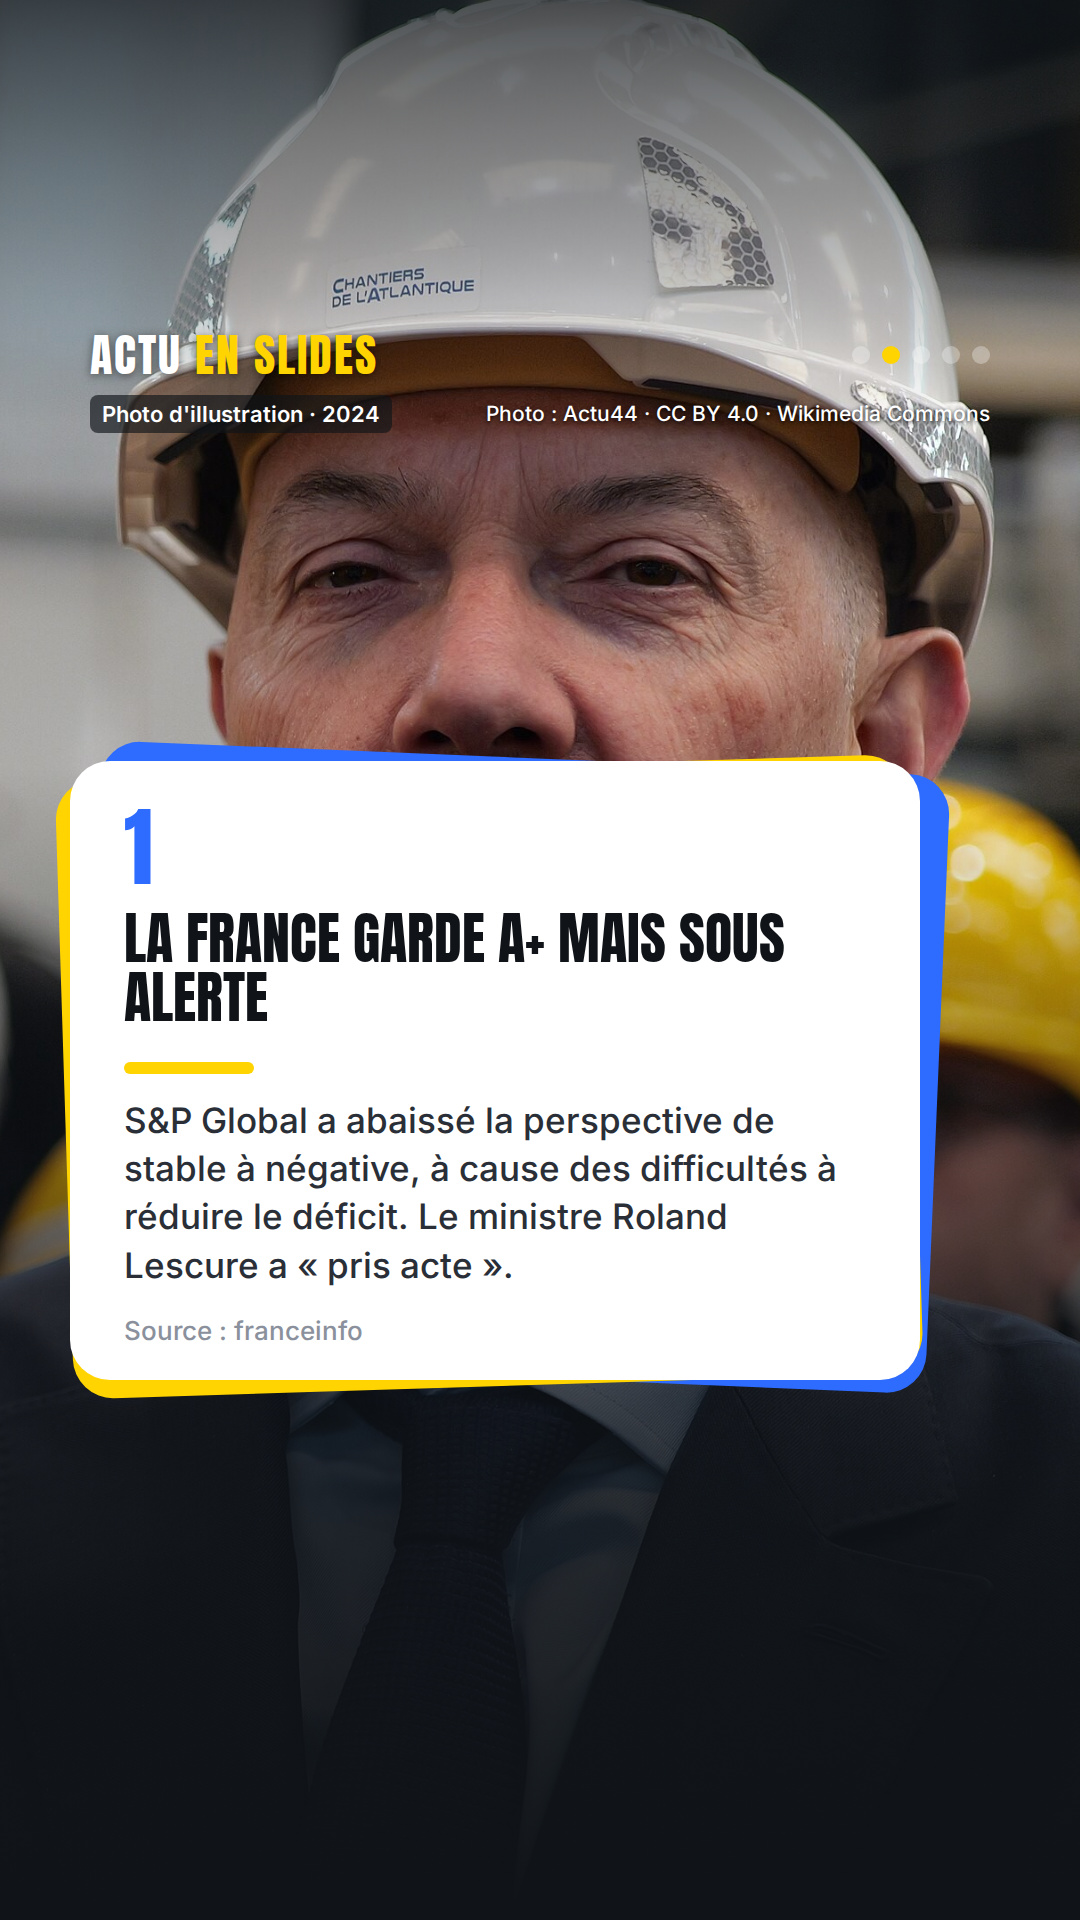 CHANTIERS
DE L'ATLANTIQUE
ACTU EN SLIDES
Photo d'illustration · 2024
Photo : Actu44 · CC BY 4.0 · Wikimedia Commons
1
LA FRANCE GARDE A+ MAIS SOUS
ALERTE
S&P Global a abaissé la perspective de
stable à négative, à cause des difficultés à
réduire le déficit. Le ministre Roland
Lescure a « pris acte ».
Source : franceinfo